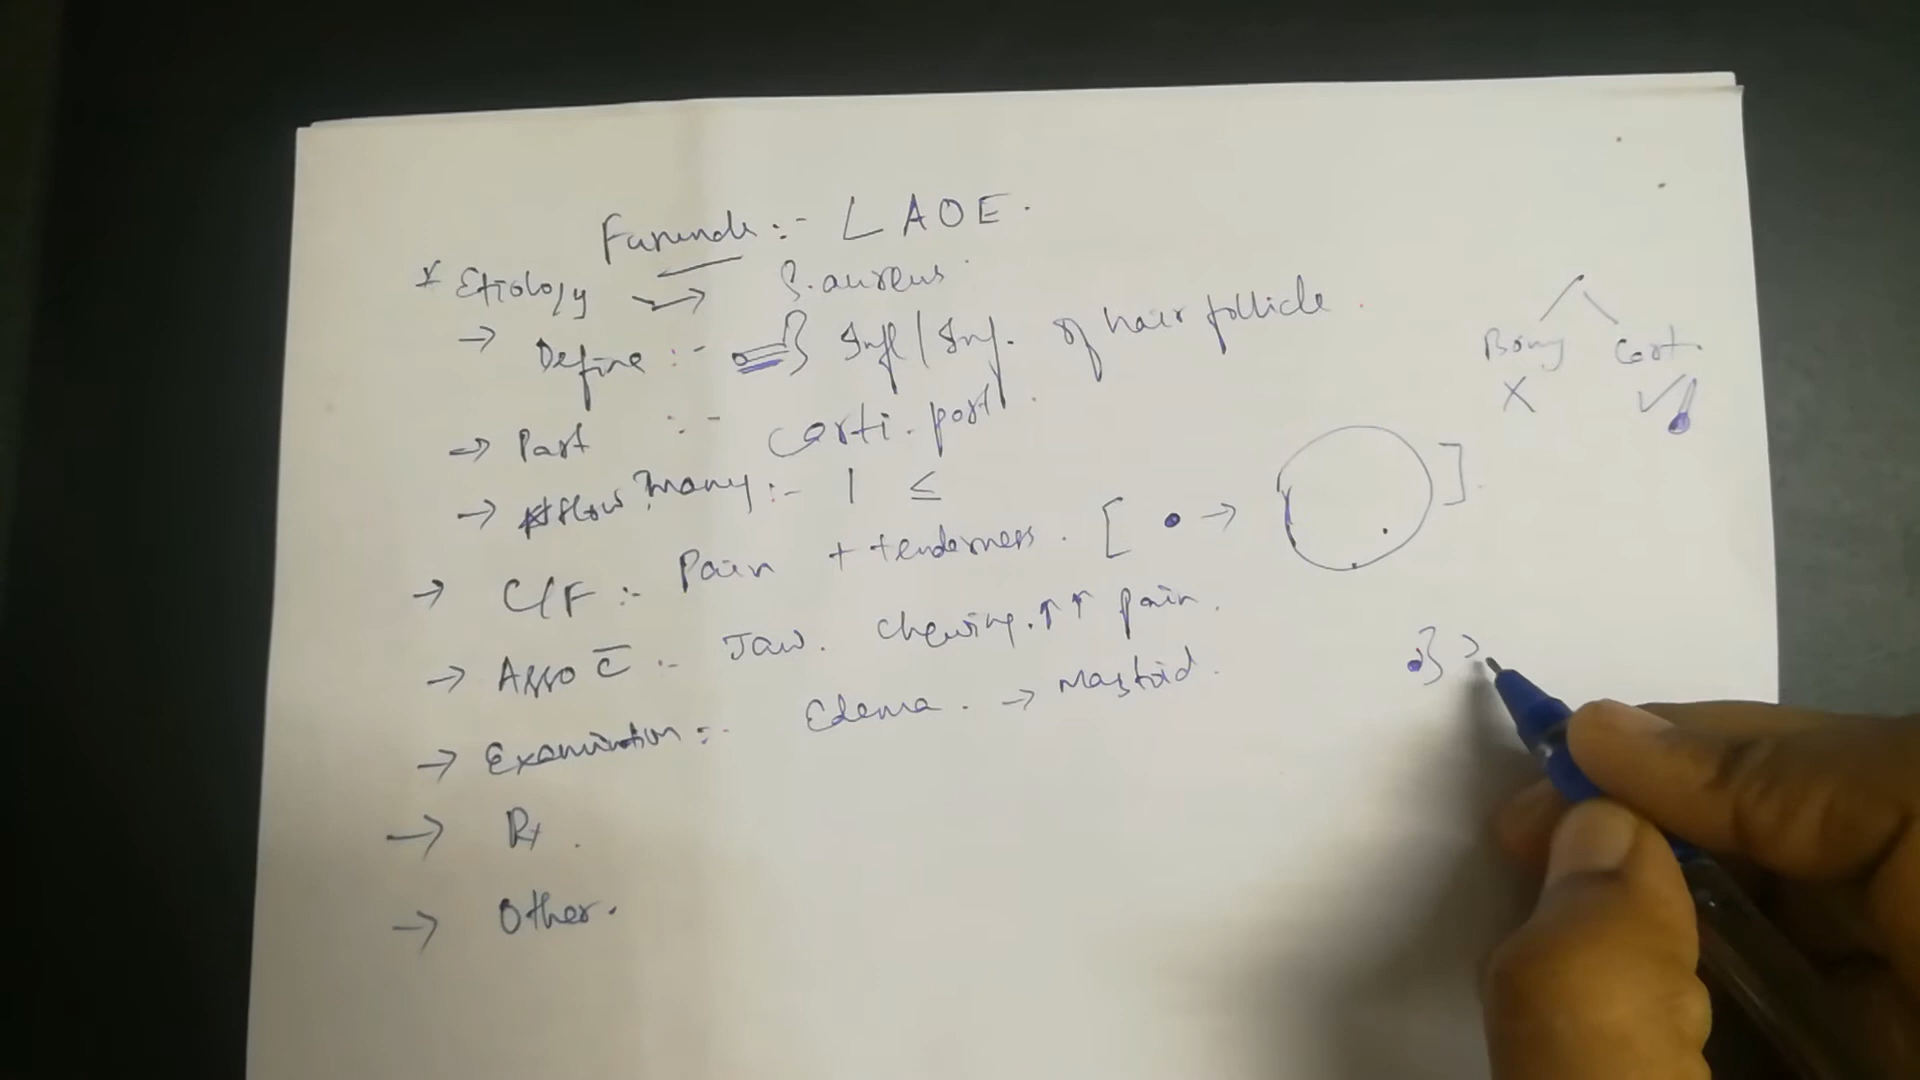 Furuncle :- LAOE.
* Etiology → S. aureus.
→ Define :- Infl / Inf. of hair follicle.
Bony Cart.
X ✓
→ Part :- Carti. port.
→ How many :- 1 ≤
→ C/F :- Pain + tenderness. [ • → ]
→ Asso c̄ :- Jaw. Chewing. ↑↑ pain.
→ Examination :- Edema. → Mastoid.
→ Rx.
→ Other.